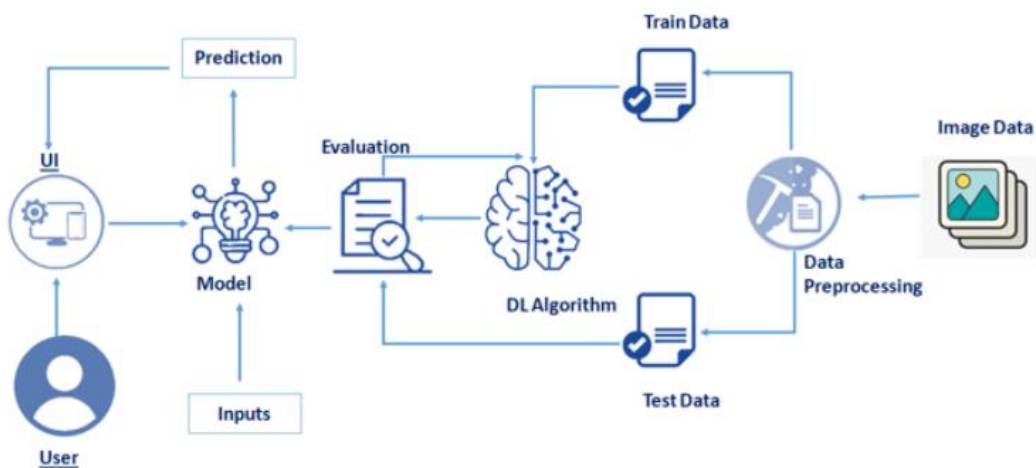 Train Data
Prediction
Image Data
Evaluation
UI
Model
Data
Preprocessing
DL Algorithm
Inputs
Test Data
User